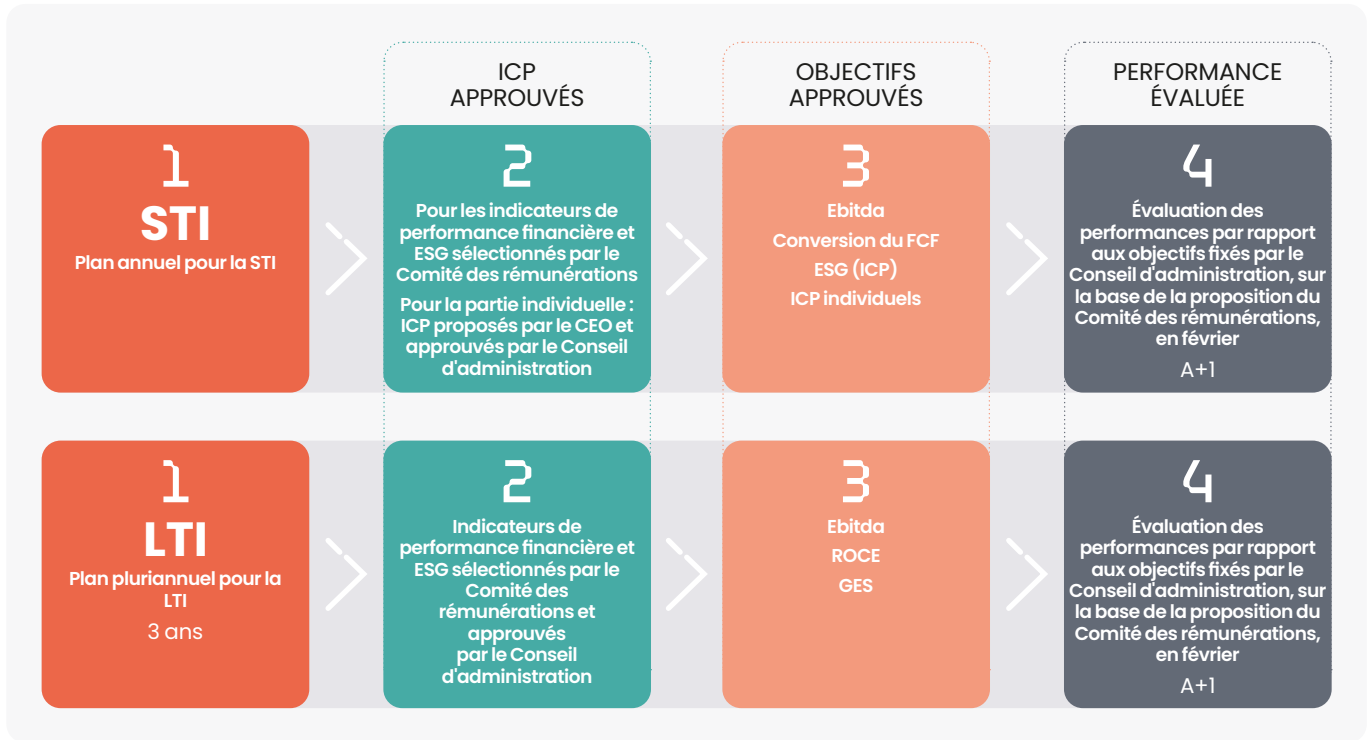 ICP
APPROUVÉS
OBJECTIFS
APPROUVÉS
PERFORMANCE
ÉVALUÉE
1
STI
Plan annuel pour la STI
2
Pour les indicateurs de
performance financière et
ESG sélectionnés par le
Comité des rémunérations
Pour la partie individuelle :
ICP proposés par le CEO et
approuvés par le Conseil
d'administration
3
Ebitda
Conversion du FCF
ESG (ICP)
ICP individuels
4
Évaluation des
performances par rapport
aux objectifs fixés par le
Conseil d'administration, sur
la base de la proposition du
Comité des rémunérations,
en février
A+1
1
LTI
Plan pluriannuel pour la
LTI
3 ans
2
Indicateurs de
performance financière et
ESG sélectionnés par le
Comité des
rémunérations et
approuvés
par le Conseil
d'administration
3
Ebitda
ROCE
GES
4
Évaluation des
performances par rapport
aux objectifs fixés par le
Conseil d'administration, sur
la base de la proposition du
Comité des rémunérations,
en février
A+1